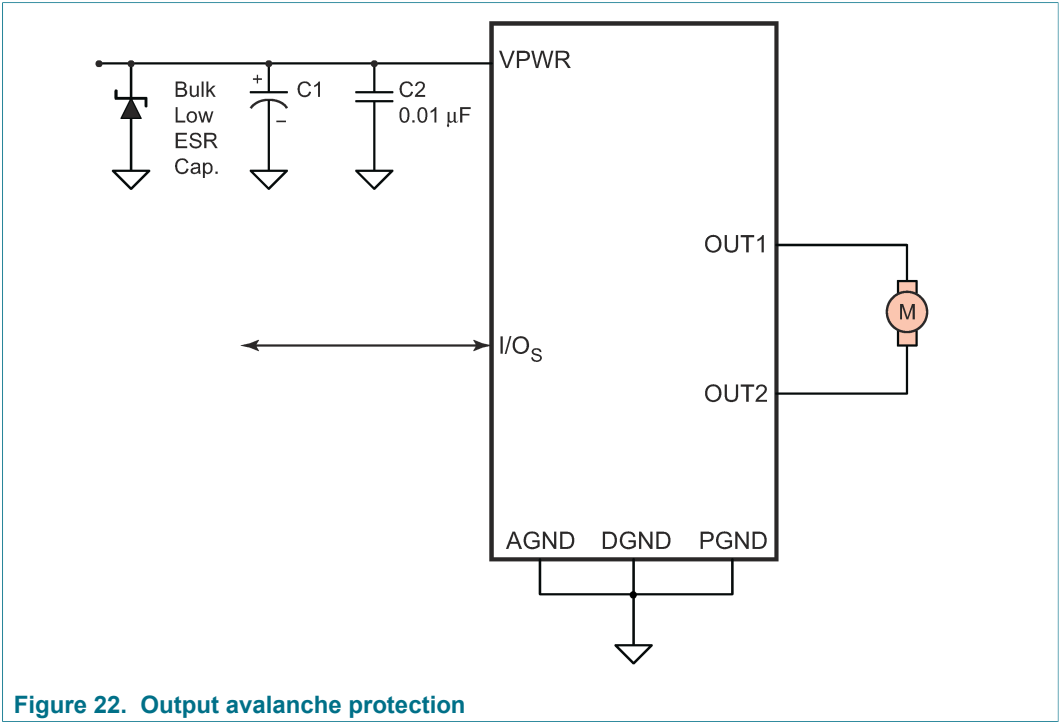 VPWR
Bulk
Low
ESR
Cap.
+
C1
−
C2
0.01 μF
OUT1
M
I/OS
OUT2
AGND DGND PGND
Figure 22. Output avalanche protection